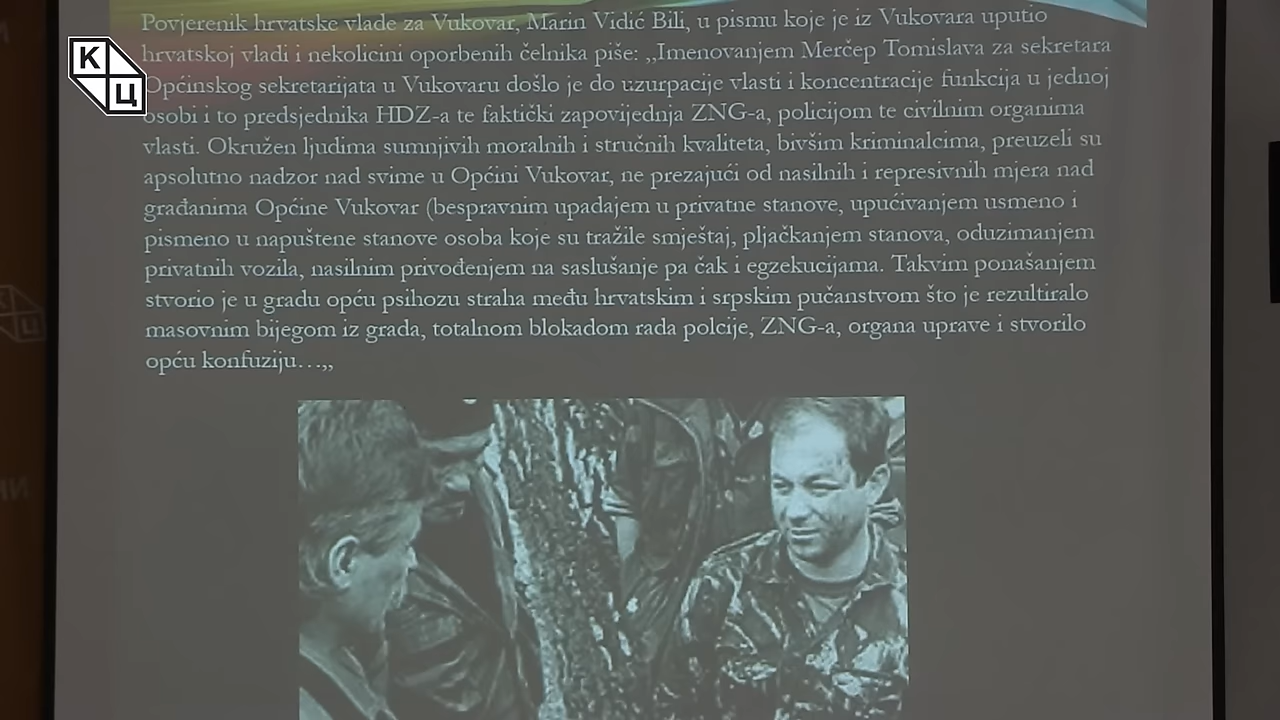 Povjerenik hrvatske vlade za Vukovar, Marin Vidić Bili, u pismu koje je iz Vukovara uputio
hrvatskoj vladi i nekolicini oporbenih čelnika piše: „Imenovanjem Merčep Tomislava za sekretara
Općinskog sekretarijata u Vukovaru došlo je do uzurpacije vlasti i koncentracije funkcija u jednoj
osobi i to predsjednika HDZ-a te faktički zapovijednja ZNG-a, policijom te civilnim organima
vlasti. Okružen ljudima sumnjivih moralnih i stručnih kvaliteta, bivšim kriminalcima, preuzeli su
apsolutno nadzor nad svime u Općini Vukovar, ne prezajući od nasilnih i represivnih mjera nad
građanima Općine Vukovar (bespravnim upadajem u privatne stanove, upućivanjem usmeno i
pismeno u napuštene stanove osoba koje su tražile smještaj, pljačkanjem stanova, oduzimanjem
privatnih vozila, nasilnim privođenjem na saslušanje pa čak i egzekucijama. Takvim ponašanjem
stvorio je u gradu opću psihozu straha među hrvatskim i srpskim pučanstvom što je rezultiralo
masovnim bijegom iz grada, totalnom blokadom rada polcije, ZNG-a, organa uprave i stvorilo
opću konfuziju…„
К
Ц